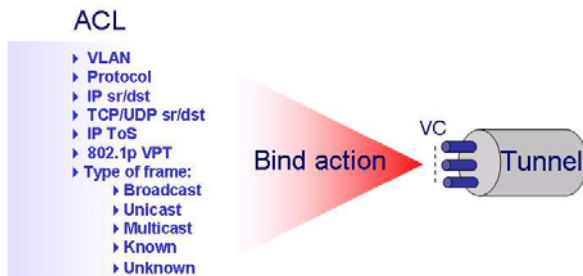 ACL
VLAN
Protocol
IP sr/dst
TCP/UDP sr/dst
IP ToS
802.1p VPT
Type of frame:
Broadcast
Unicast
Multicast
Known
Unknown
Bind action
VC
Tunnel